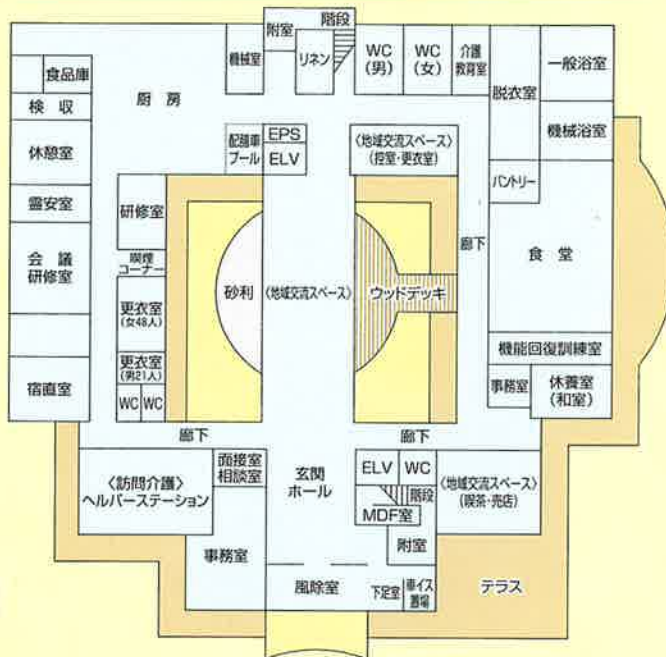 附室
階段
機械室
リネン
WC
(男)
WC
(女)
介護
教育室
脱衣室
一般浴室
食品庫
検収
厨房
機械浴室
休憩室
配膳車
プール
EPS
ELV
〈地域交流スペース〉
(控室・更衣室)
パントリー
霊安室
研修室
廊下
食堂
会議
研修室
喫煙
コーナー
砂利
〈地域交流スペース〉
ウッドデッキ
更衣室
(女48人)
更衣室
(男21人)
機能回復訓練室
宿直室
WC
WC
事務室
休養室
(和室)
廊下
廊下
〈訪問介護〉
ヘルパーステーション
面接室
相談室
玄関
ホール
ELV
WC
階段
MDF室
〈地域交流スペース〉
(喫茶・売店)
事務室
附室
風除室
下足室
車イス
置場
テラス